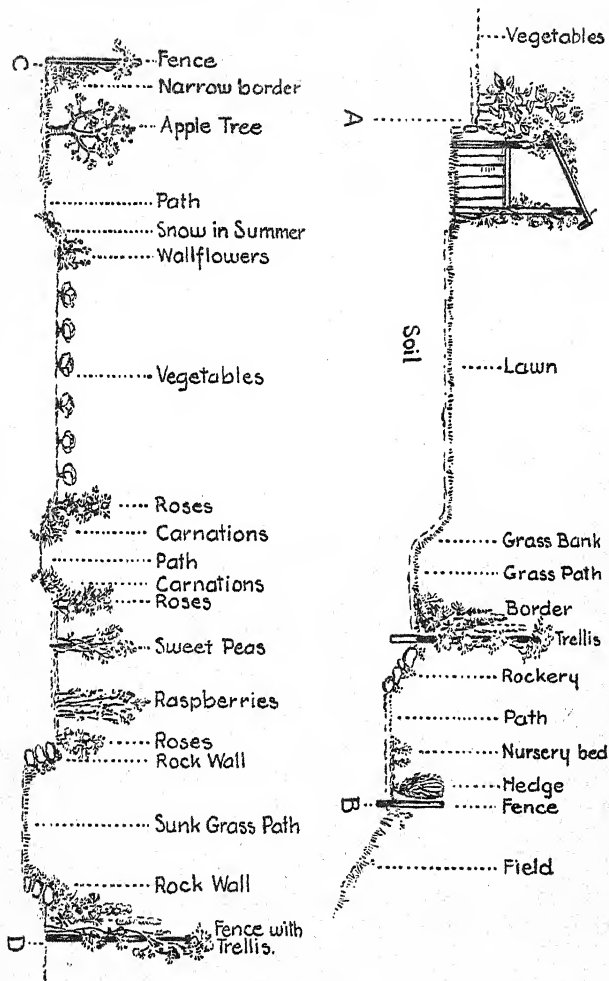 C
Fence
Narrow border
Apple Tree
Path
Snow in Summer
Wallflowers
Vegetables
Roses
Carnations
Path
Carnations
Roses
Sweet Peas
Raspberries
Roses
Rock Wall
Sunk Grass Path
Rock Wall
Fence with
Trellis.
D
Vegetables
A
Soil
Lawn
Grass Bank
Grass Path
Border
Trellis
Rockery
Path
Nursery bed
Hedge
B
Fence
Field